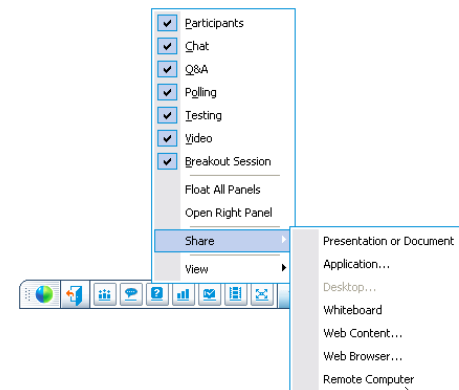 Participants
Chat
Q&A
Polling
Testing
Video
Breakout Session
Float All Panels
Open Right Panel
Share
View
Presentation or Document
Application...
Desktop...
Whiteboard
Web Content...
Web Browser...
Remote Computer